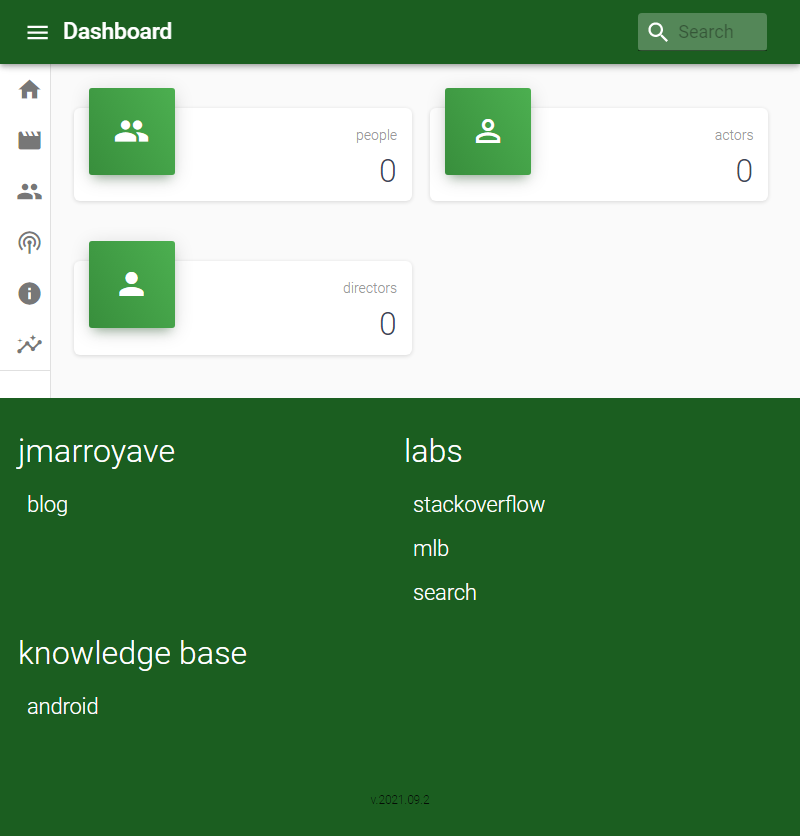 Dashboard
Search
people
0
actors
0
directors
0
jmarroyave
blog
labs
stackoverflow
mlb
search
knowledge base
android
v.2021.09.2